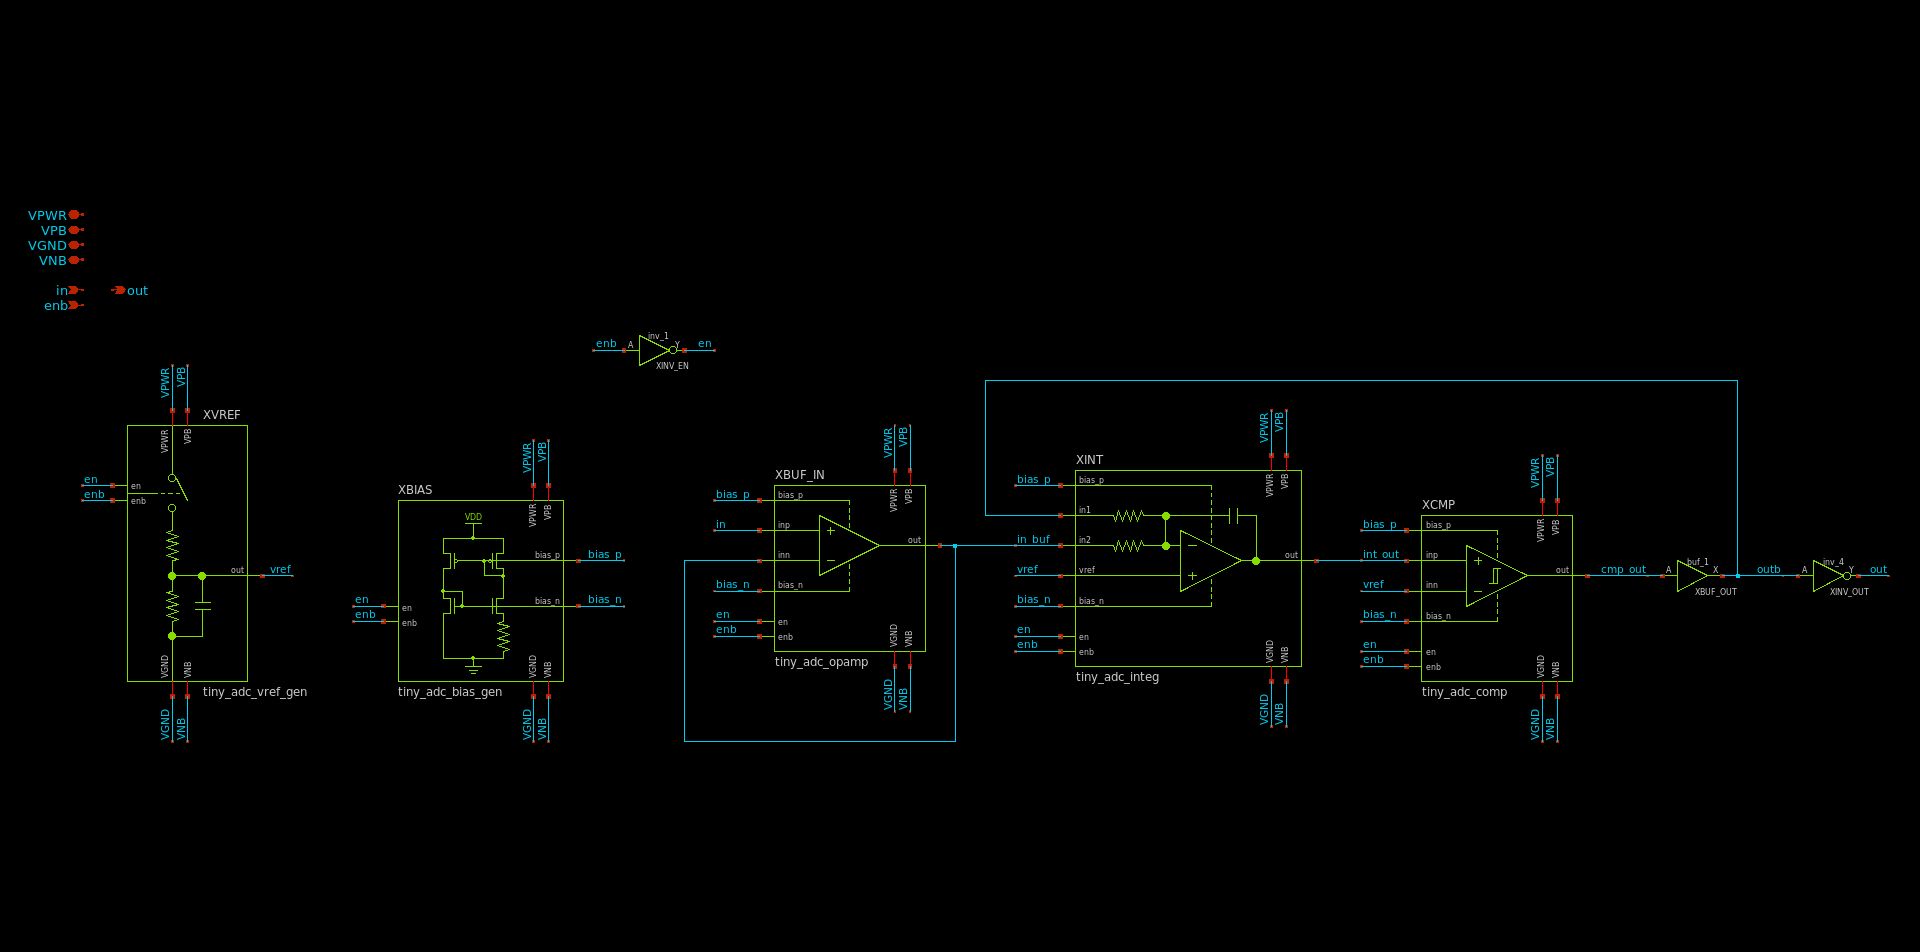 VPWR
VPB
VGND
VNB
in
out
enb
enb
A
inv_1
Y
en
XINV_EN
VPWR
VPB
XVREF
VPWR
VPB
en
enb
en
enb
out
vref
VGND
VNB
tiny_adc_vref_gen
VGND
VNB
VPWR
VPB
XBIAS
VPWR
VPB
VDD
bias_p
bias_p
bias_n
bias_n
en
enb
en
enb
VGND
VNB
tiny_adc_bias_gen
VGND
VNB
VPWR
VPB
XBUF_IN
VPWR
VPB
bias_p
bias_p
in
inp
inn
out
bias_n
bias_n
en
enb
en
enb
VGND
VNB
tiny_adc_opamp
VGND
VNB
VPWR
VPB
XINT
VPWR
VPB
bias_p
bias_p
in1
in_buf
in2
vref
vref
out
bias_n
bias_n
en
enb
en
enb
VGND
VNB
tiny_adc_integ
VGND
VNB
VPWR
VPB
XCMP
VPWR
VPB
bias_p
bias_p
int_out
inp
vref
inn
out
bias_n
bias_n
en
enb
en
enb
VGND
VNB
tiny_adc_comp
VGND
VNB
cmp_out
A
buf_1
X
XBUF_OUT
outb
A
inv_4
Y
XINV_OUT
out